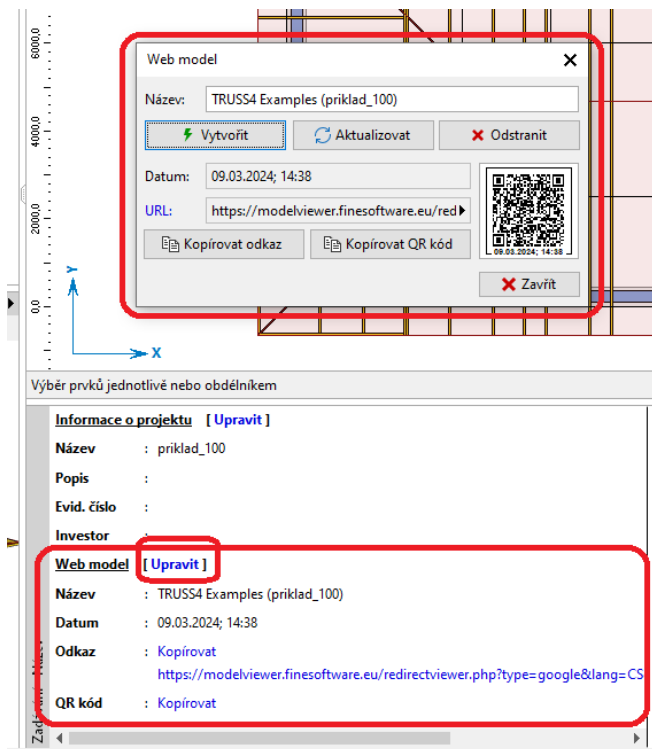 6000,0
4000,0
2000,0
0,0
Y
X
Web model
Název: TRUSS4 Examples (priklad_100)
Vytvořit Aktualizovat Odstranit
Datum: 09.03.2024; 14:38
URL: https://modelviewer.finesoftware.eu/red
Kopírovat odkaz Kopírovat QR kód
09.03.2024; 14:38
Zavřít
Výběr prvků jednotlivě nebo obdélníkem
Informace o projektu [ Upravit ]
Název : priklad_100
Popis :
Evid. číslo :
Investor :
Web model [ Upravit ]
Název : TRUSS4 Examples (priklad_100)
Datum : 09.03.2024; 14:38
Odkaz : Kopírovat
https://modelviewer.finesoftware.eu/redirectviewer.php?type=google&lang=CS
QR kód : Kopírovat